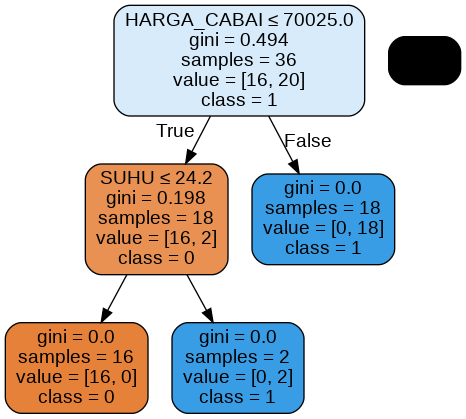 HARGA_CABAI ≤ 70025.0
gini = 0.494
samples = 36
value = [16, 20]
class = 1
True
False
SUHU ≤ 24.2
gini = 0.198
samples = 18
value = [16, 2]
class = 0
gini = 0.0
samples = 18
value = [0, 18]
class = 1
gini = 0.0
samples = 16
value = [16, 0]
class = 0
gini = 0.0
samples = 2
value = [0, 2]
class = 1